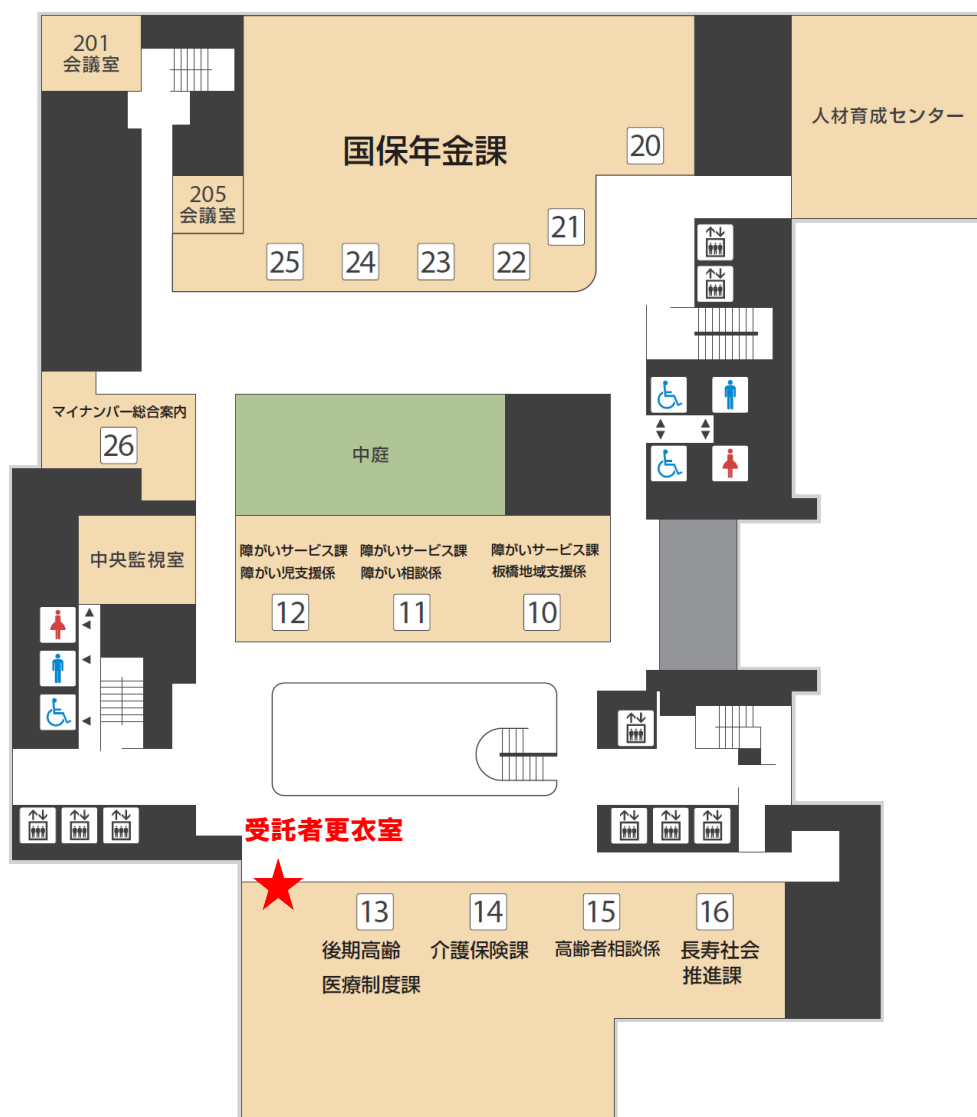 201
会議室
国保年金課
人材育成センター
20
205
会議室
21
25
24
23
22
マイナンバー総合案内
26
中庭
中央監視室
障がいサービス課
障がい児支援係
12
障がいサービス課
障がい相談係
11
障がいサービス課
板橋地域支援係
10
受託者更衣室
13
後期高齢
医療制度課
14
介護保険課
15
高齢者相談係
16
長寿社会
推進課